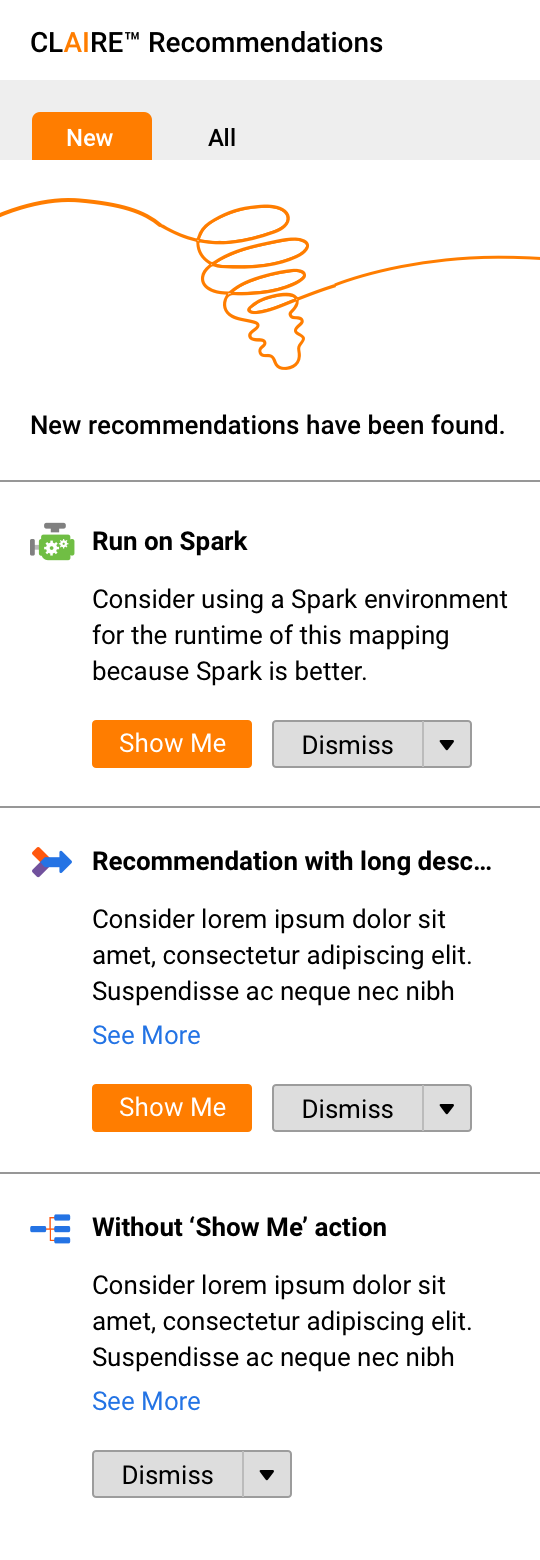 CLAIRE™ Recommendations
New All
New recommendations have been found.
Run on Spark
Consider using a Spark environment
for the runtime of this mapping
because Spark is better.
Show Me Dismiss
Recommendation with long desc...
Consider lorem ipsum dolor sit
amet, consectetur adipiscing elit.
Suspendisse ac neque nec nibh
See More
Show Me Dismiss
Without ‘Show Me’ action
Consider lorem ipsum dolor sit
amet, consectetur adipiscing elit.
Suspendisse ac neque nec nibh
See More
Dismiss